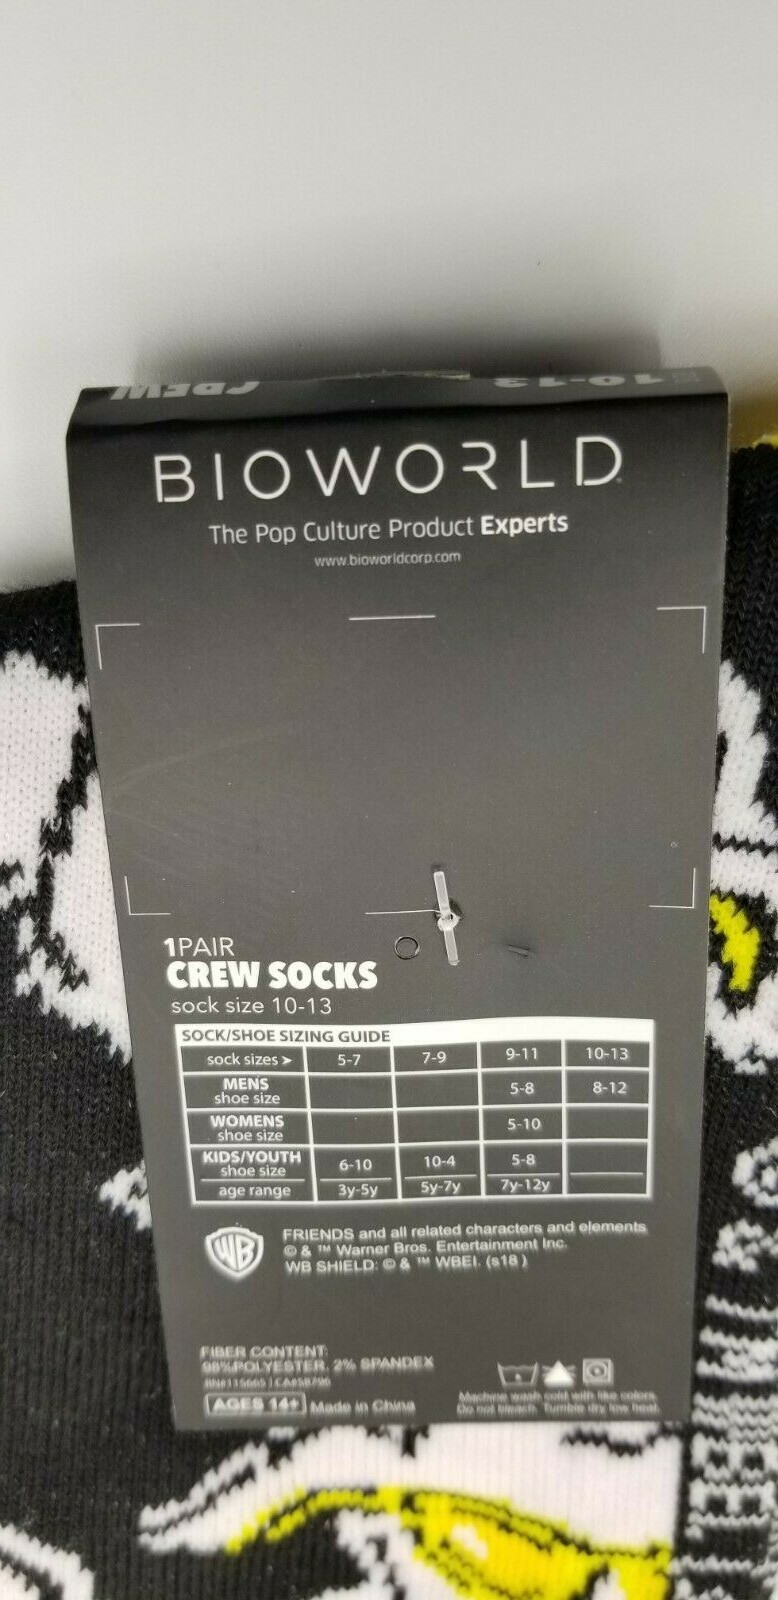 CREW 10-13
BIOWORLD
The Pop Culture Product Experts
www.bioworldcorp.com
1PAIR
CREW SOCKS
sock size 10-13
SOCK/SHOE SIZING GUIDE
sock sizes ➤ 5-7 7-9 9-11 10-13
MENS shoe size 5-8 8-12
WOMENS shoe size 5-10
KIDS/YOUTH shoe size 6-10 10-4 5-8
age range 3y-5y 5y-7y 7y-12y
WB
FRIENDS and all related characters and elements
© & ™ Warner Bros. Entertainment Inc.
WB SHIELD: © & ™ WBEI. (s18)
FIBER CONTENT:
98%POLYESTER, 2% SPANDEX
RN#115665 | CA#58796
AGES 14+ Made in China
Machine wash cold with like colors.
Do not bleach. Tumble dry low heat.